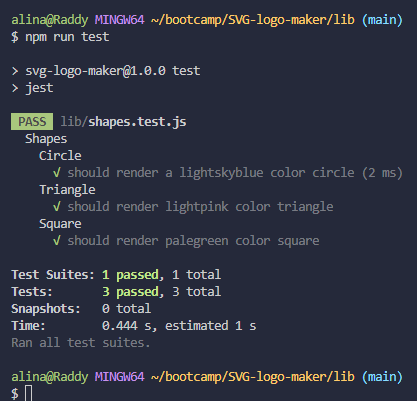 alina@Raddy MINGW64 ~/bootcamp/SVG-logo-maker/lib (main)
$ npm run test
> svg-logo-maker@1.0.0 test
> jest
PASS lib/shapes.test.js
Shapes
Circle
√ should render a lightskyblue color circle (2 ms)
Triangle
√ should render lightpink color triangle
Square
√ should render palegreen color square
Test Suites: 1 passed, 1 total
Tests: 3 passed, 3 total
Snapshots: 0 total
Time: 0.444 s, estimated 1 s
Ran all test suites.
alina@Raddy MINGW64 ~/bootcamp/SVG-logo-maker/lib (main)
$